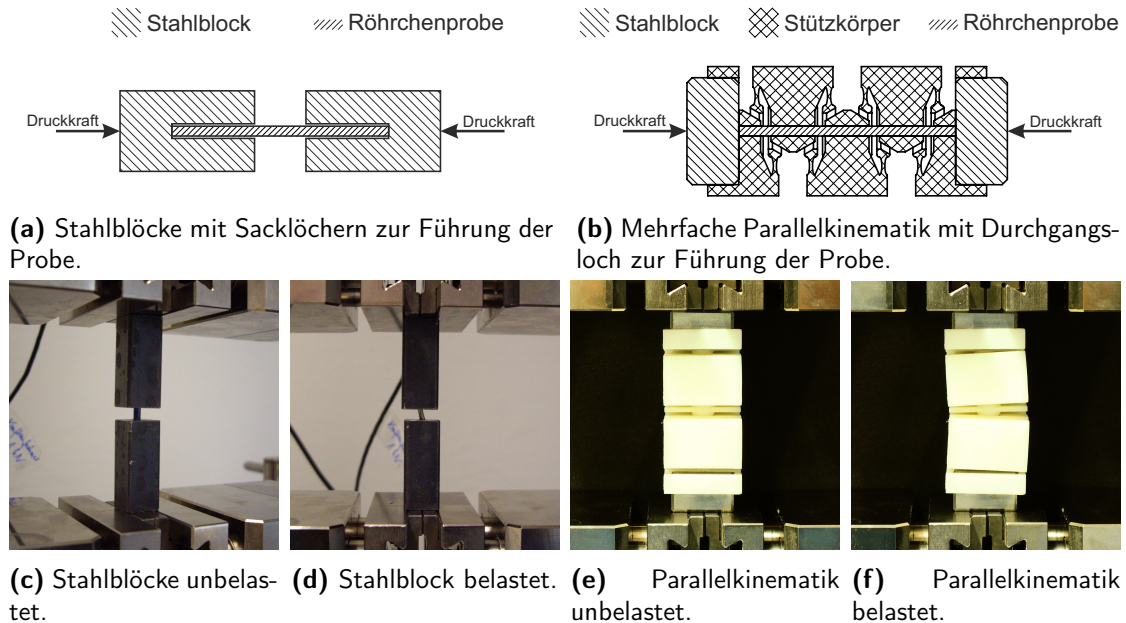 Stahlblock Röhrchenprobe
Stahlblock Stützkörper Röhrchenprobe
Druckkraft Druckkraft
Druckkraft Druckkraft
(a) Stahlblöcke mit Sacklöchern zur Führung der
Probe.
(b) Mehrfache Parallelkinematik mit Durchgangs-
loch zur Führung der Probe.
(c) Stahlblöcke unbelas-
tet.
(d) Stahlblock belastet.
(e) Parallelkinematik
unbelastet.
(f) Parallelkinematik
belastet.